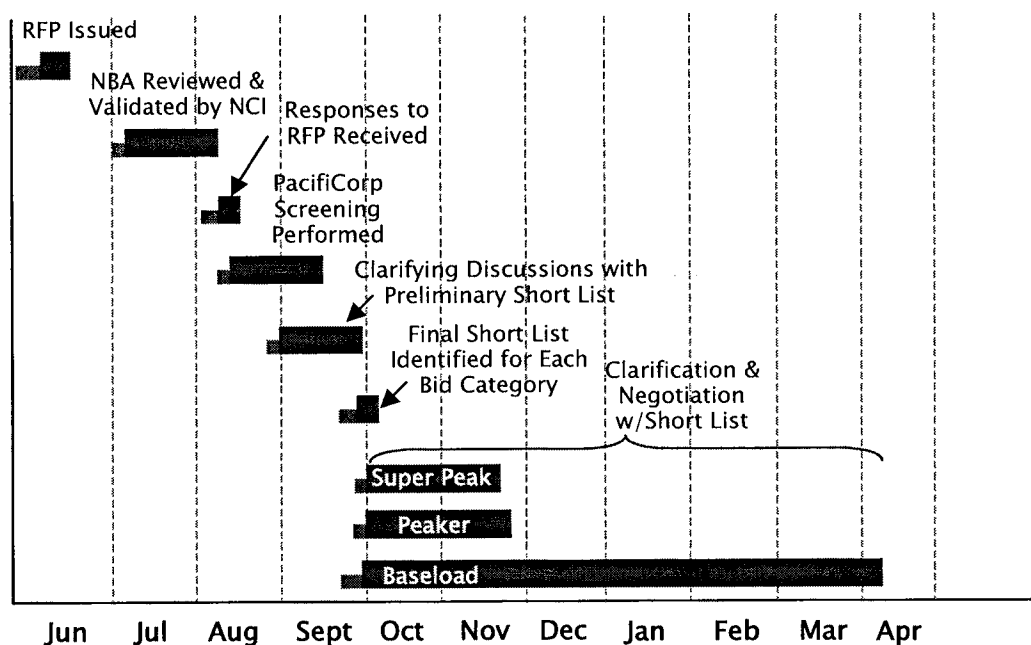 RFP Issued
NBA Reviewed &
Validated by NCI
Responses to
RFP Received
PacifiCorp
Screening
Performed
Clarifying Discussions with
Preliminary Short List
Final Short List
Identified for Each
Bid Category
Clarification &
Negotiation
w/Short List
Super Peak
Peaker
Baseload
Jun Jul Aug Sept Oct Nov Dec Jan Feb Mar Apr